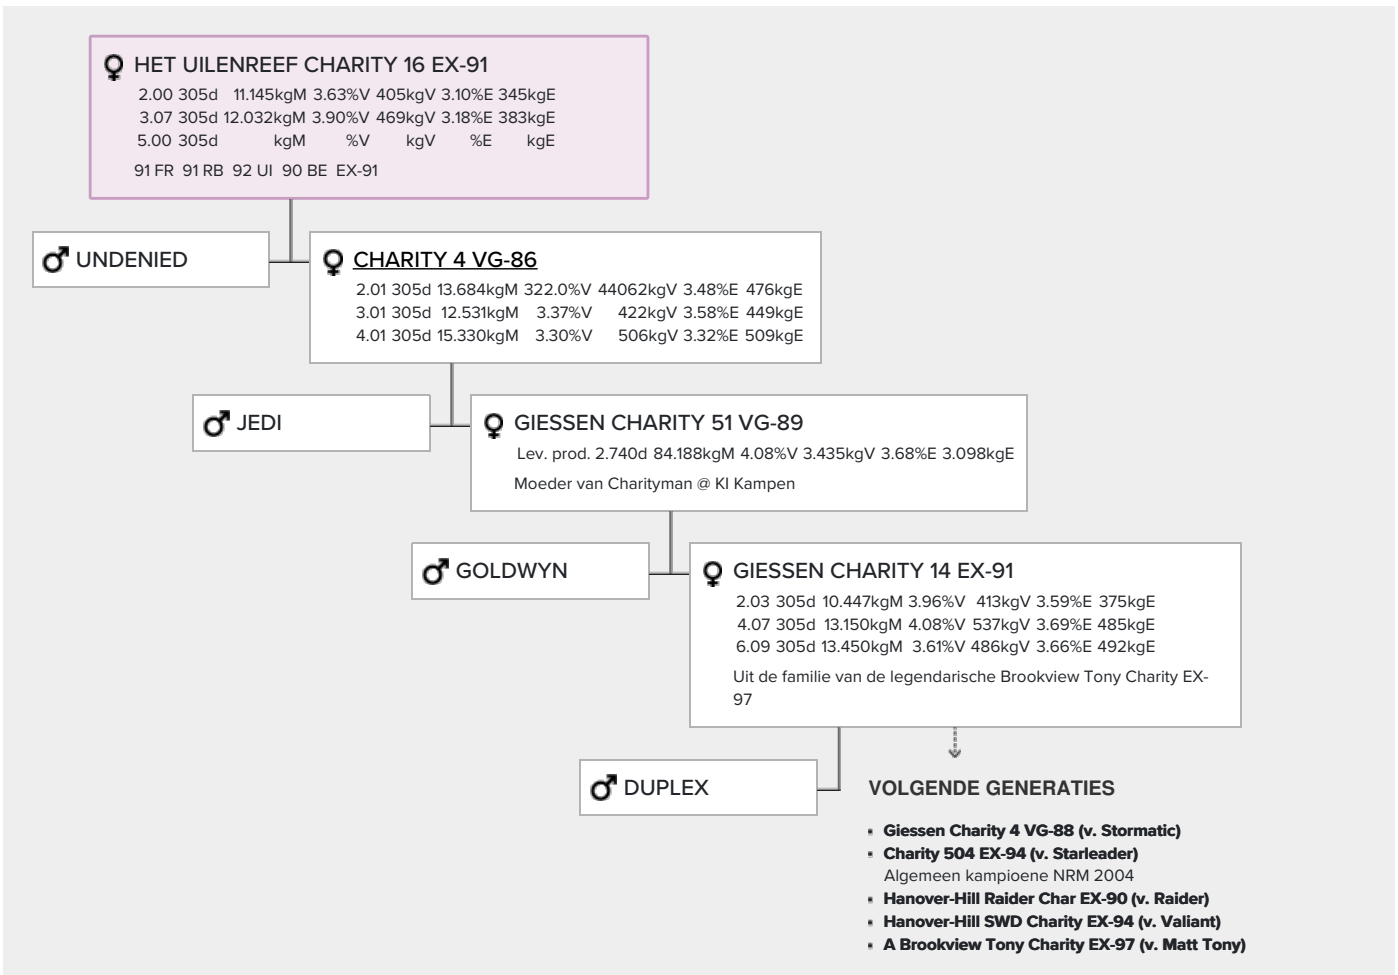 HET UILENREEF CHARITY 16 EX-91
2.00 305d 11.145kgM 3.63%V 405kgV 3.10%E 345kgE
3.07 305d 12.032kgM 3.90%V 469kgV 3.18%E 383kgE
5.00 305d kgM %V kgV %E kgE
91 FR 91 RB 92 UI 90 BE EX-91
UNDENIED
CHARITY 4 VG-86
2.01 305d 13.684kgM 322.0%V 44062kgV 3.48%E 476kgE
3.01 305d 12.531kgM 3.37%V 422kgV 3.58%E 449kgE
4.01 305d 15.330kgM 3.30%V 506kgV 3.32%E 509kgE
JEDI
GIESSEN CHARITY 51 VG-89
Lev. prod. 2.740d 84.188kgM 4.08%V 3.435kgV 3.68%E 3.098kgE
Moeder van Charityman @ KI Kampen
GOLDWYN
GIESSEN CHARITY 14 EX-91
2.03 305d 10.447kgM 3.96%V 413kgV 3.59%E 375kgE
4.07 305d 13.150kgM 4.08%V 537kgV 3.69%E 485kgE
6.09 305d 13.450kgM 3.61%V 486kgV 3.66%E 492kgE
Uit de familie van de legendarische Brookview Tony Charity EX-
97
DUPLEX
VOLGENDE GENERATIES
Giessen Charity 4 VG-88 (v. Stormatic)
Charity 504 EX-94 (v. Starleader)
Algemeen kampioene NRM 2004
Hanover-Hill Raider Char EX-90 (v. Raider)
Hanover-Hill SWD Charity EX-94 (v. Valiant)
A Brookview Tony Charity EX-97 (v. Matt Tony)